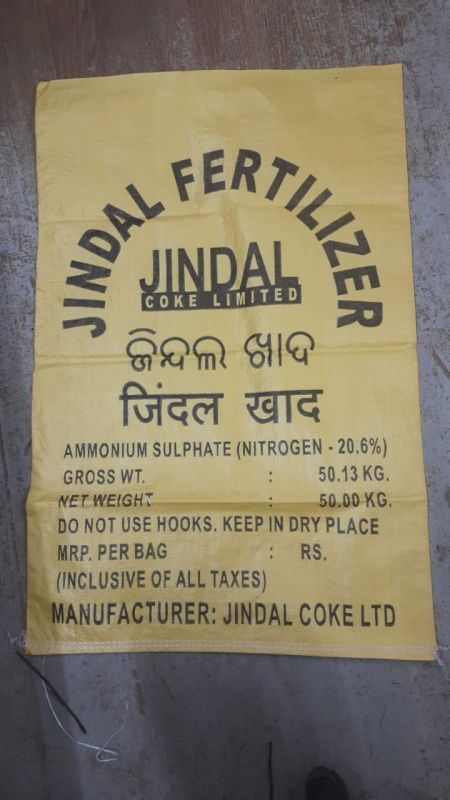 JINDAL FERTILIZER
JINDAL
COKE LIMITED
ଜିନ୍ଦଲ ଖାଦ
जिंदल खाद
AMMONIUM SULPHATE (NITROGEN - 20.6%)
GROSS WT. : 50.13 KG.
NET WEIGHT : 50.00 KG.
DO NOT USE HOOKS. KEEP IN DRY PLACE
MRP. PER BAG : RS.
(INCLUSIVE OF ALL TAXES)
MANUFACTURER: JINDAL COKE LTD